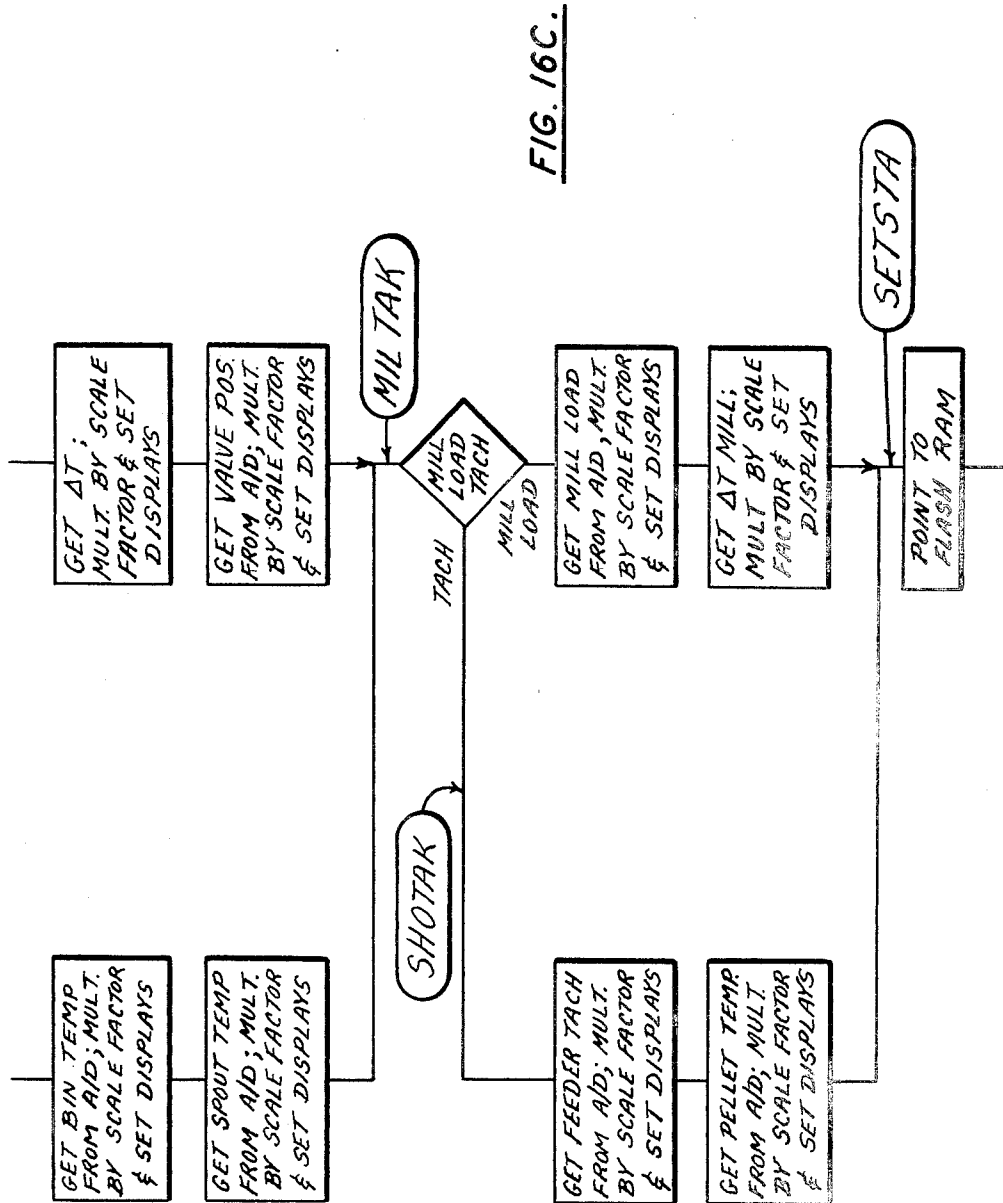 GET BIN TEMP
FROM A/D; MULT.
BY SCALE FACTOR
& SET DISPLAYS
GET SPOUT TEMP
FROM A/D; MULT.
BY SCALE FACTOR
& SET DISPLAYS
GET ΔT;
MULT. BY SCALE
FACTOR & SET
DISPLAYS
GET VALVE POS.
FROM A/D; MULT.
BY SCALE FACTOR
& SET DISPLAYS
MILTAK
MILL
LOAD
TACH
TACH
MILL
LOAD
SHOTAK
GET FEEDER TACH
FROM A/D; MULT.
BY SCALE FACTOR
& SET DISPLAYS
GET PELLET TEMP.
FROM A/D; MULT.
BY SCALE FACTOR
& SET DISPLAYS
GET MILL LOAD
FROM A/D, MULT.
BY SCALE FACTOR
& SET DISPLAYS
GET ΔT MILL;
MULT BY SCALE
FACTOR & SET
DISPLAYS
SETSTA
POINT TO
FLASN RAM
FIG. 16C.